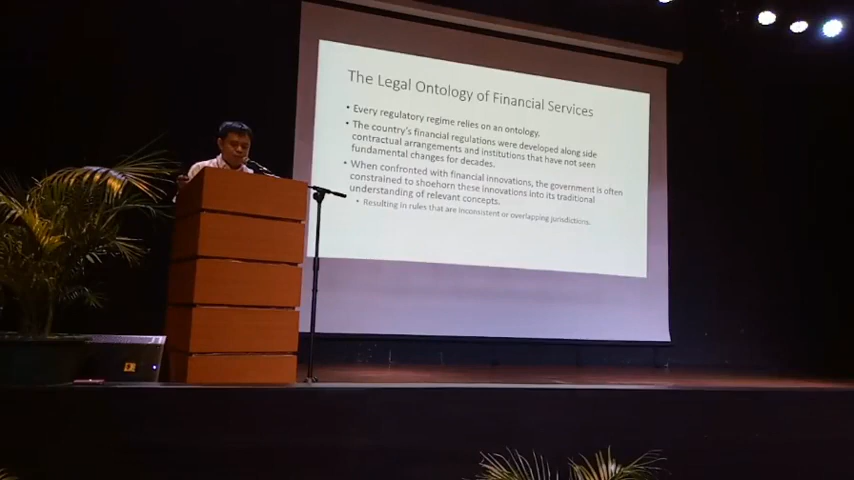 The Legal Ontology of Financial Services
• Every regulatory regime relies on an ontology.
• The country's financial regulations were developed along side
contractual arrangements and institutions that have not seen
fundamental changes for decades.
• When confronted with financial innovations, the government is often
constrained to shoehorn these innovations into its traditional
understanding of relevant concepts.
• Resulting in rules that are inconsistent or overlapping jurisdictions.